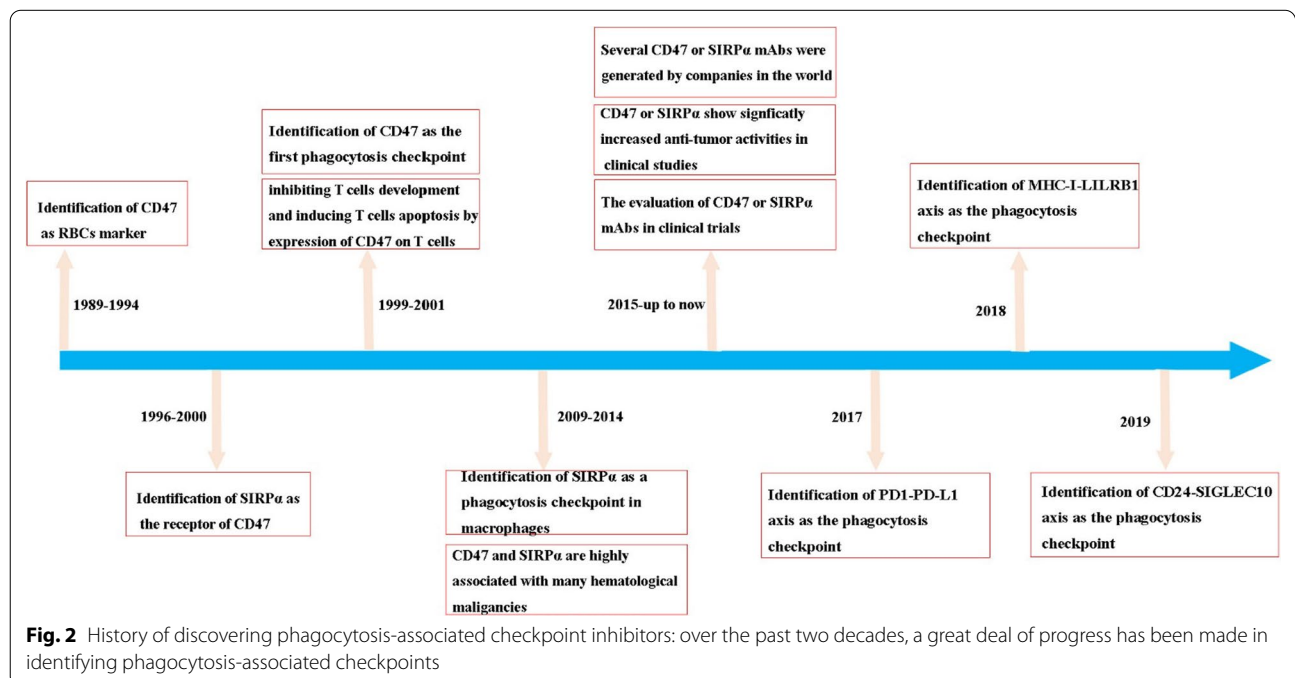 Several CD47 or SIRPα mAbs were
generated by companies in the world
CD47 or SIRPα show signficatly
increased anti-tumor activities in
clinical studies
The evaluation of CD47 or SIRPα
mAbs in clinical trials
Identification of CD47 as the
first phagocytosis checkpoint
inhibiting T cells development
and inducing T cells apoptosis by
expression of CD47 on T cells
Identification of CD47
as RBCs marker
Identification of MHC-I-LILRB1
axis as the phagocytosis
checkpoint
1989-1994
1999-2001
2015-up to now
2018
1996-2000
2009-2014
2017
2019
Identification of SIRPα as
the receptor of CD47
Identification of SIRPα as a
phagocytosis checkpoint in
macrophages
CD47 and SIRPα are highly
associated with many hematological
maligancies
Identification of PD1-PD-L1
axis as the phagocytosis
checkpoint
Identification of CD24-SIGLEC10
axis as the phagocytosis
checkpoint
Fig. 2 History of discovering phagocytosis-associated checkpoint inhibitors: over the past two decades, a great deal of progress has been made in
identifying phagocytosis-associated checkpoints